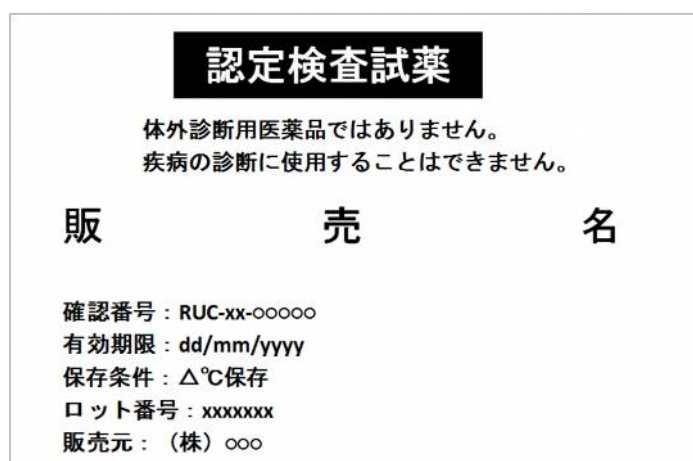 認定検査試薬
体外診断用医薬品ではありません。
疾病の診断に使用することはできません。
販売名
確認番号：RUC-xx-○○○○○
有効期限：dd/mm/yyyy
保存条件：△℃保存
ロット番号：xxxxxxx
販売元：（株）○○○